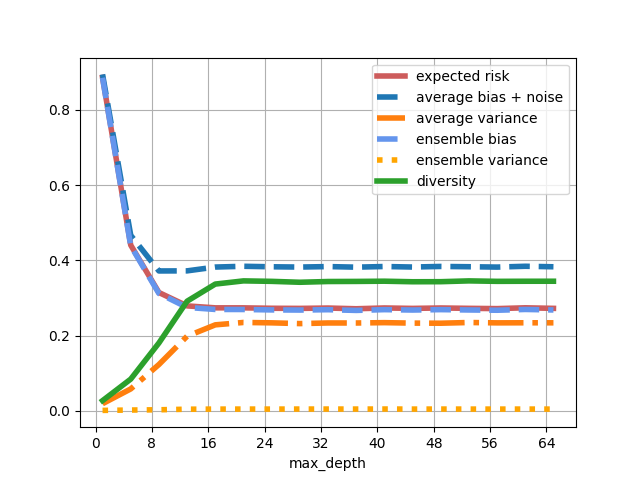 expected risk
average bias + noise
average variance
ensemble bias
ensemble variance
diversity
0.8
0.6
0.4
0.2
0.0
0 8 16 24 32 40 48 56 64
max_depth